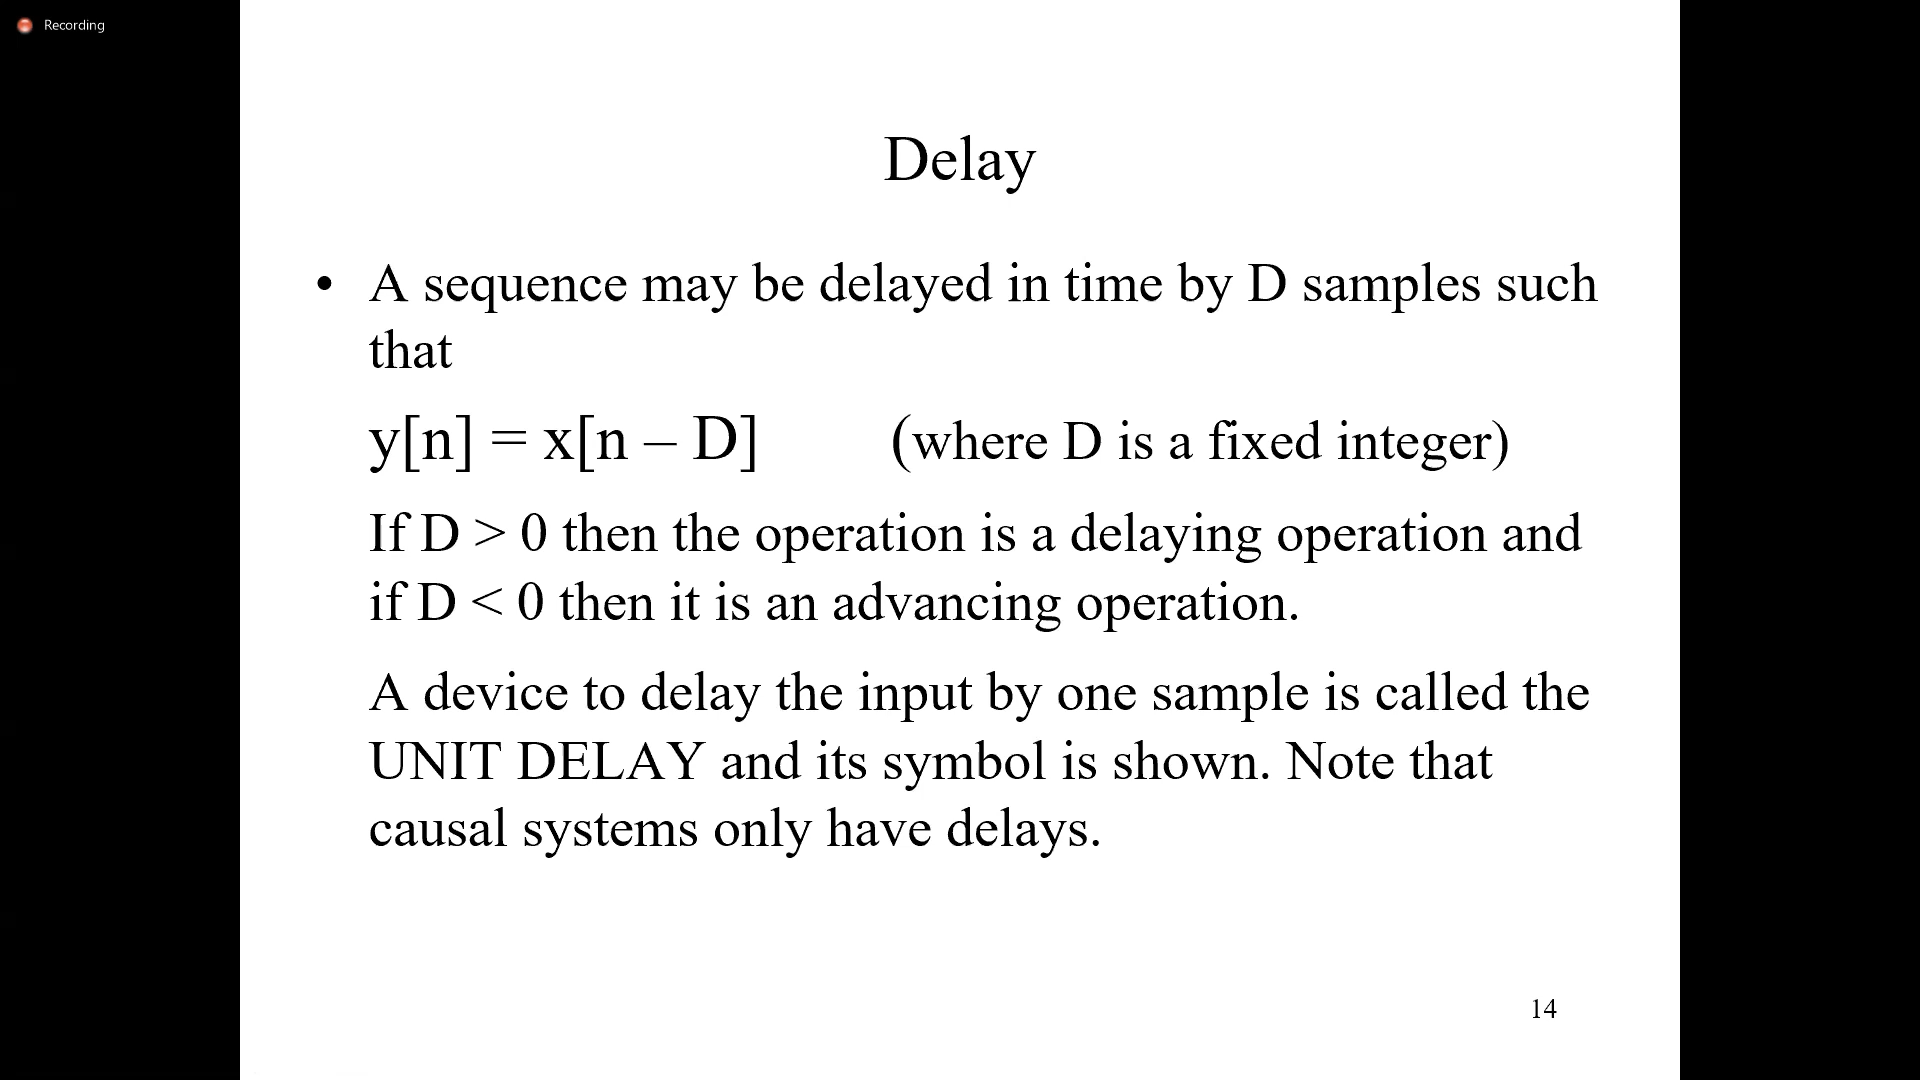 Recording
Delay
• A sequence may be delayed in time by D samples such
that
y[n] = x[n – D] (where D is a fixed integer)
If D > 0 then the operation is a delaying operation and
if D < 0 then it is an advancing operation.
A device to delay the input by one sample is called the
UNIT DELAY and its symbol is shown. Note that
causal systems only have delays.
14